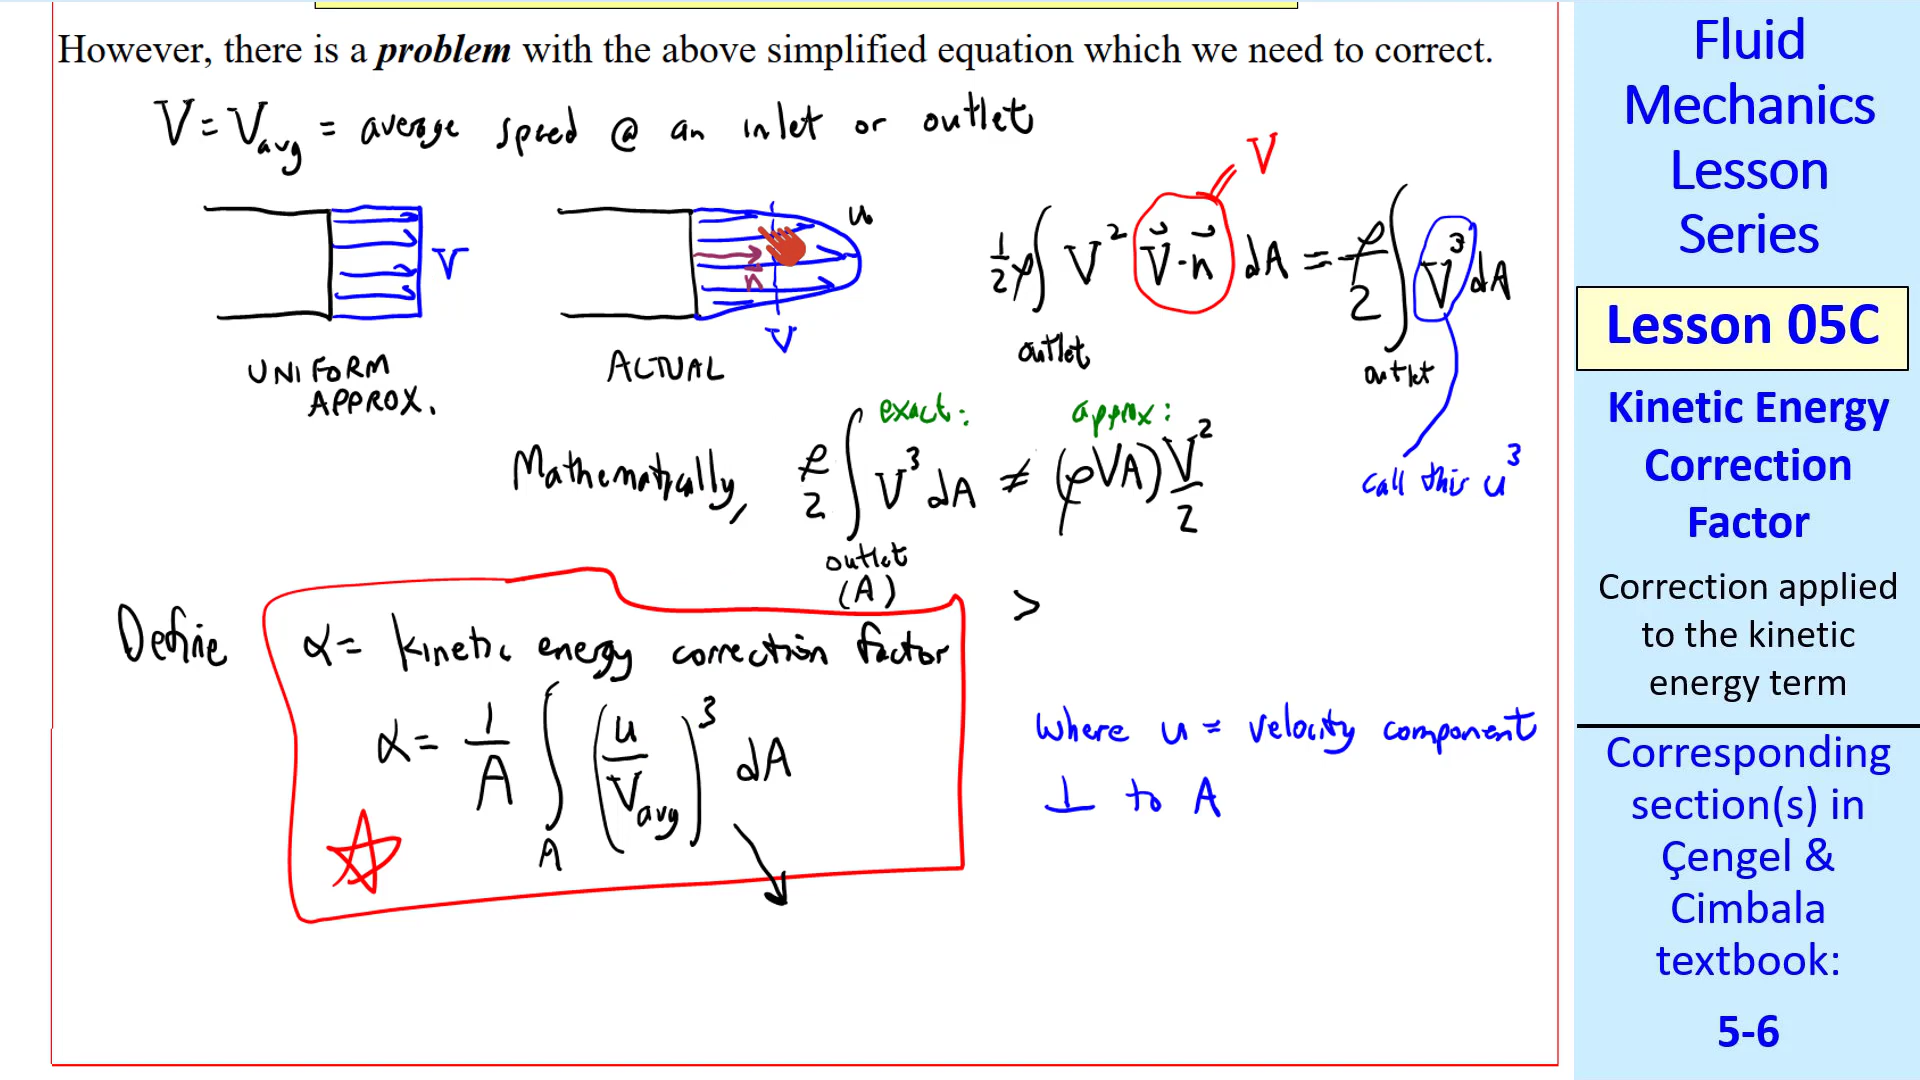 However, there is a problem with the above simplified equation which we need to correct.
V = Vavg = average speed @ an inlet or outlet
V
u
V
n
V
UNIFORM
APPROX.
ACTUAL
1/2 ρ ∫ V² V⃗·n⃗ dA = ρ/2 ∫ V³ dA
outlet
outlet
exact:
approx:
Mathematically, ρ/2 ∫ V³ dA ≠ (ρVA) V²/2
outlet
(A)
call this u³
Define
α = kinetic energy correction factor
>
α = 1/A ∫ (u/Vavg)³ dA
A
where u = velocity component
⊥ to A
Fluid
Mechanics
Lesson
Series
Lesson 05C
Kinetic Energy
Correction
Factor
Correction applied
to the kinetic
energy term
Corresponding
section(s) in
Çengel &
Cimbala
textbook:
5-6